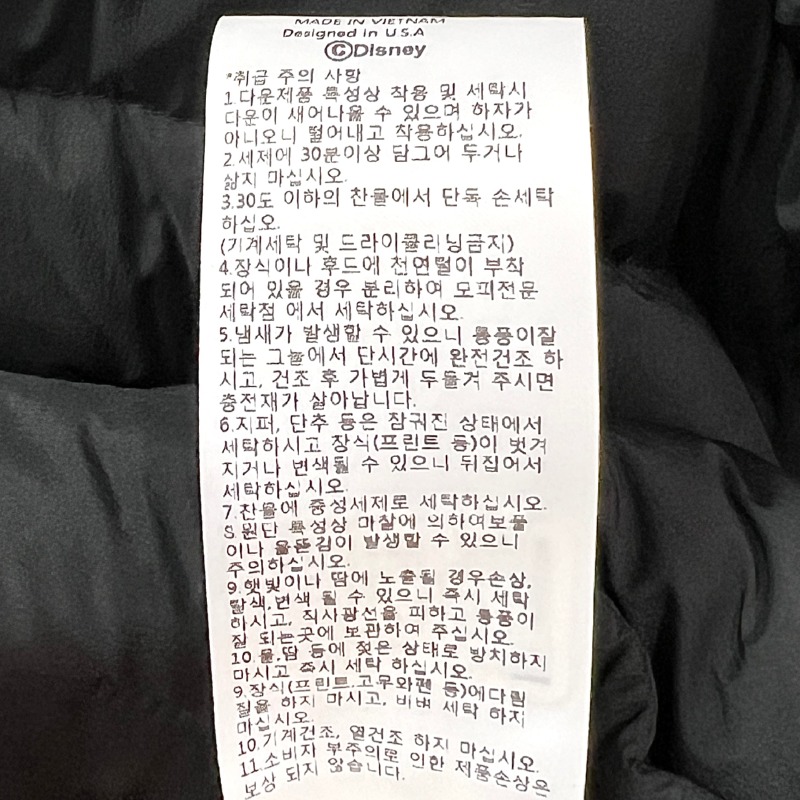 MADE IN VIETNAM
Designed in U.S.A
©Disney
*취급 주의 사항
1.다운제품 특성상 착용 및 세탁시
다운이 새어나올 수 있으며 하자가
아니오니 털어내고 착용하십시오.
2.세제에 30분이상 담그어 두거나
삶지 마십시오.
3.30도 이하의 찬물에서 단독 손세탁
하십오.
(기계세탁 및 드라이클리닝금지)
4.장식이나 후드에 천연털이 부착
되어 있을 경우 분리하여 모피전문
세탁점 에서 세탁하십시오.
5.냄새가 발생할 수 있으니 통풍이잘
되는 그늘에서 단시간에 완전건조 하
시고, 건조 후 가볍게 두들겨 주시면
충전재가 살아납니다.
6.지퍼, 단추 등은 잠궈진 상태에서
세탁하시고 장식(프린트 등)이 벗겨
지거나 변색될 수 있으니 뒤집어서
세탁하십시오.
7.찬물에 중성세제로 세탁하십시오.
8.원단 특성상 마찰에 의하여보풀
이나 올뜯김이 발생할 수 있으니
주의하십시오.
9.햇빛이나 땀에 노출될 경우손상,
탈색,변색 될 수 있으니 즉시 세탁
하시고, 직사광선을 피하고 통풍이
잘 되는곳에 보관하여 주십시오.
10.물,땀 등에 젖은 상태로 방치하지
마시고 즉시 세탁 하십시오.
9.장식(프린트.고무와펜 등)에다림
질을 하지 마시고, 비벼 세탁 하지
마십시오.
10.기계건조, 열건조 하지 마십시오.
11.소비자 부주의로 인한 제품손상은
보상 되지 않습니다.